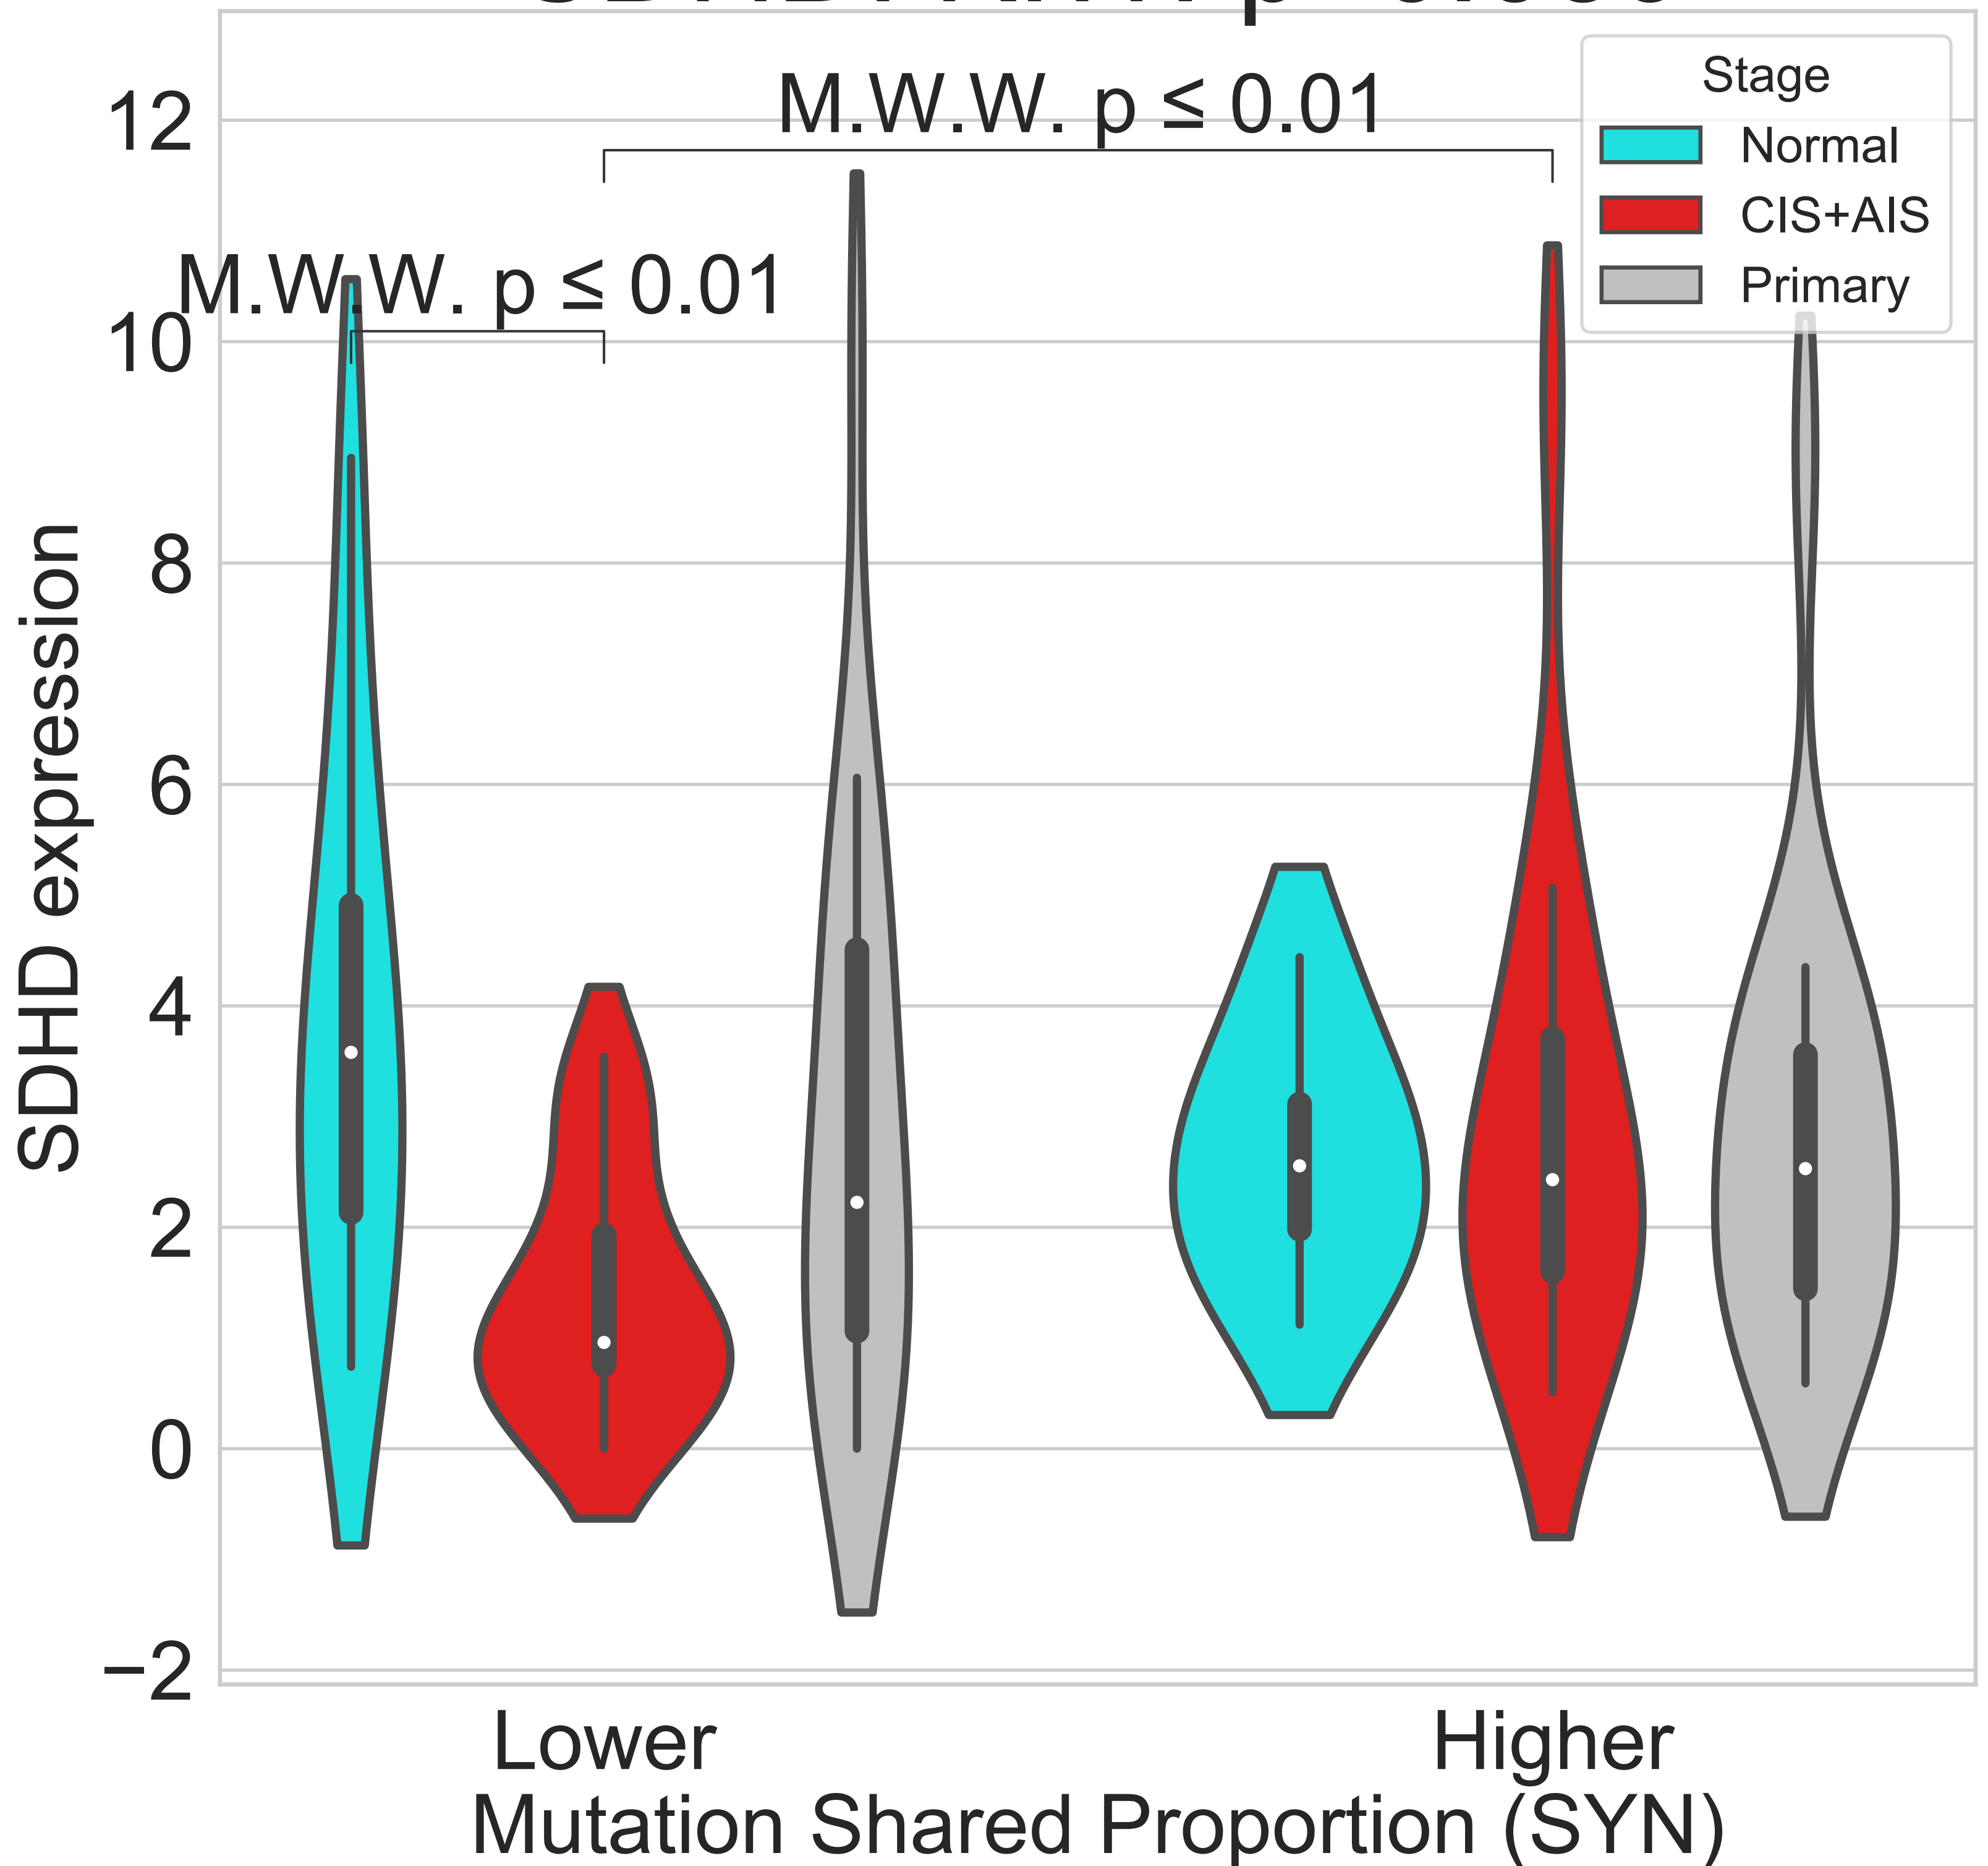 M.W.W. p ≤ 0.01
M.W.W. p ≤ 0.01
Stage
Normal
CIS+AIS
Primary
12
10
8
6
4
2
0
−2
SDHD expression
Lower
Higher
Mutation Shared Proportion (SYN)